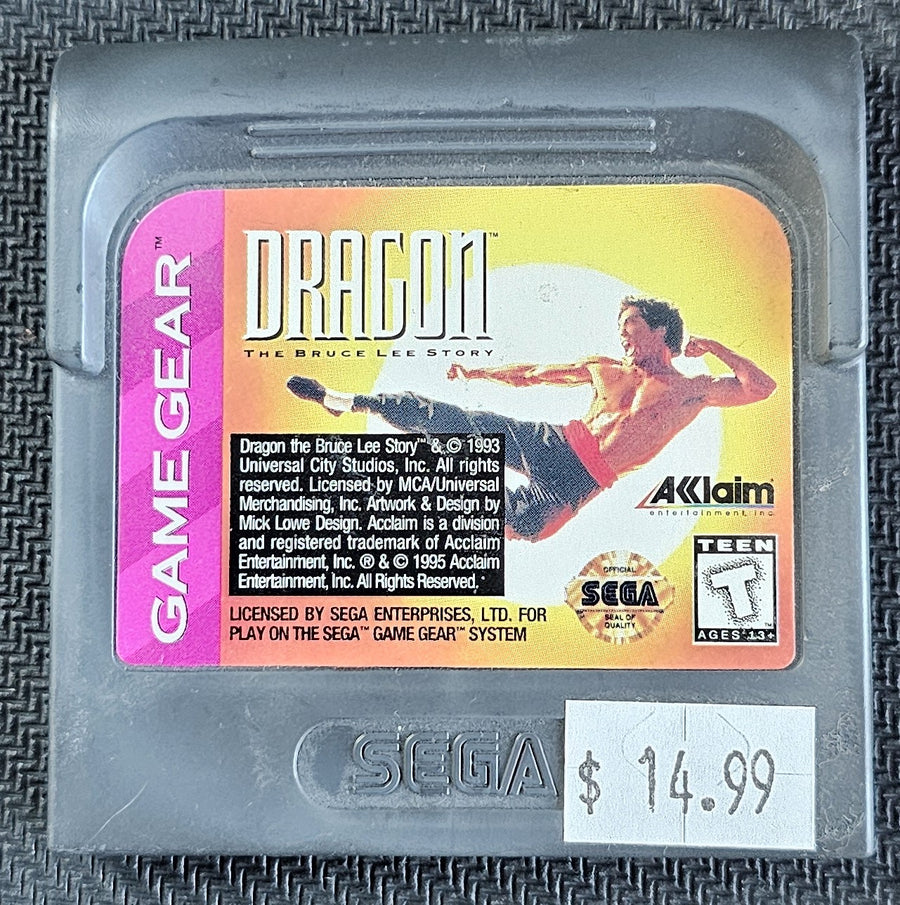 GAME GEAR™
DRAGON™
THE BRUCE LEE STORY
Dragon the Bruce Lee Story™ & © 1993
Universal City Studios, Inc. All rights
reserved. Licensed by MCA/Universal
Merchandising, Inc. Artwork & Design by
Mick Lowe Design. Acclaim is a division
and registered trademark of Acclaim
Entertainment, Inc. ® & © 1995 Acclaim
Entertainment, Inc. All Rights Reserved.
LICENSED BY SEGA ENTERPRISES, LTD. FOR
PLAY ON THE SEGA™ GAME GEAR™ SYSTEM
OFFICIAL
SEGA
SEAL OF
QUALITY
AKKlaim
entertainment, inc.
TEEN
T
AGES 13+
SEGA
$ 14.99